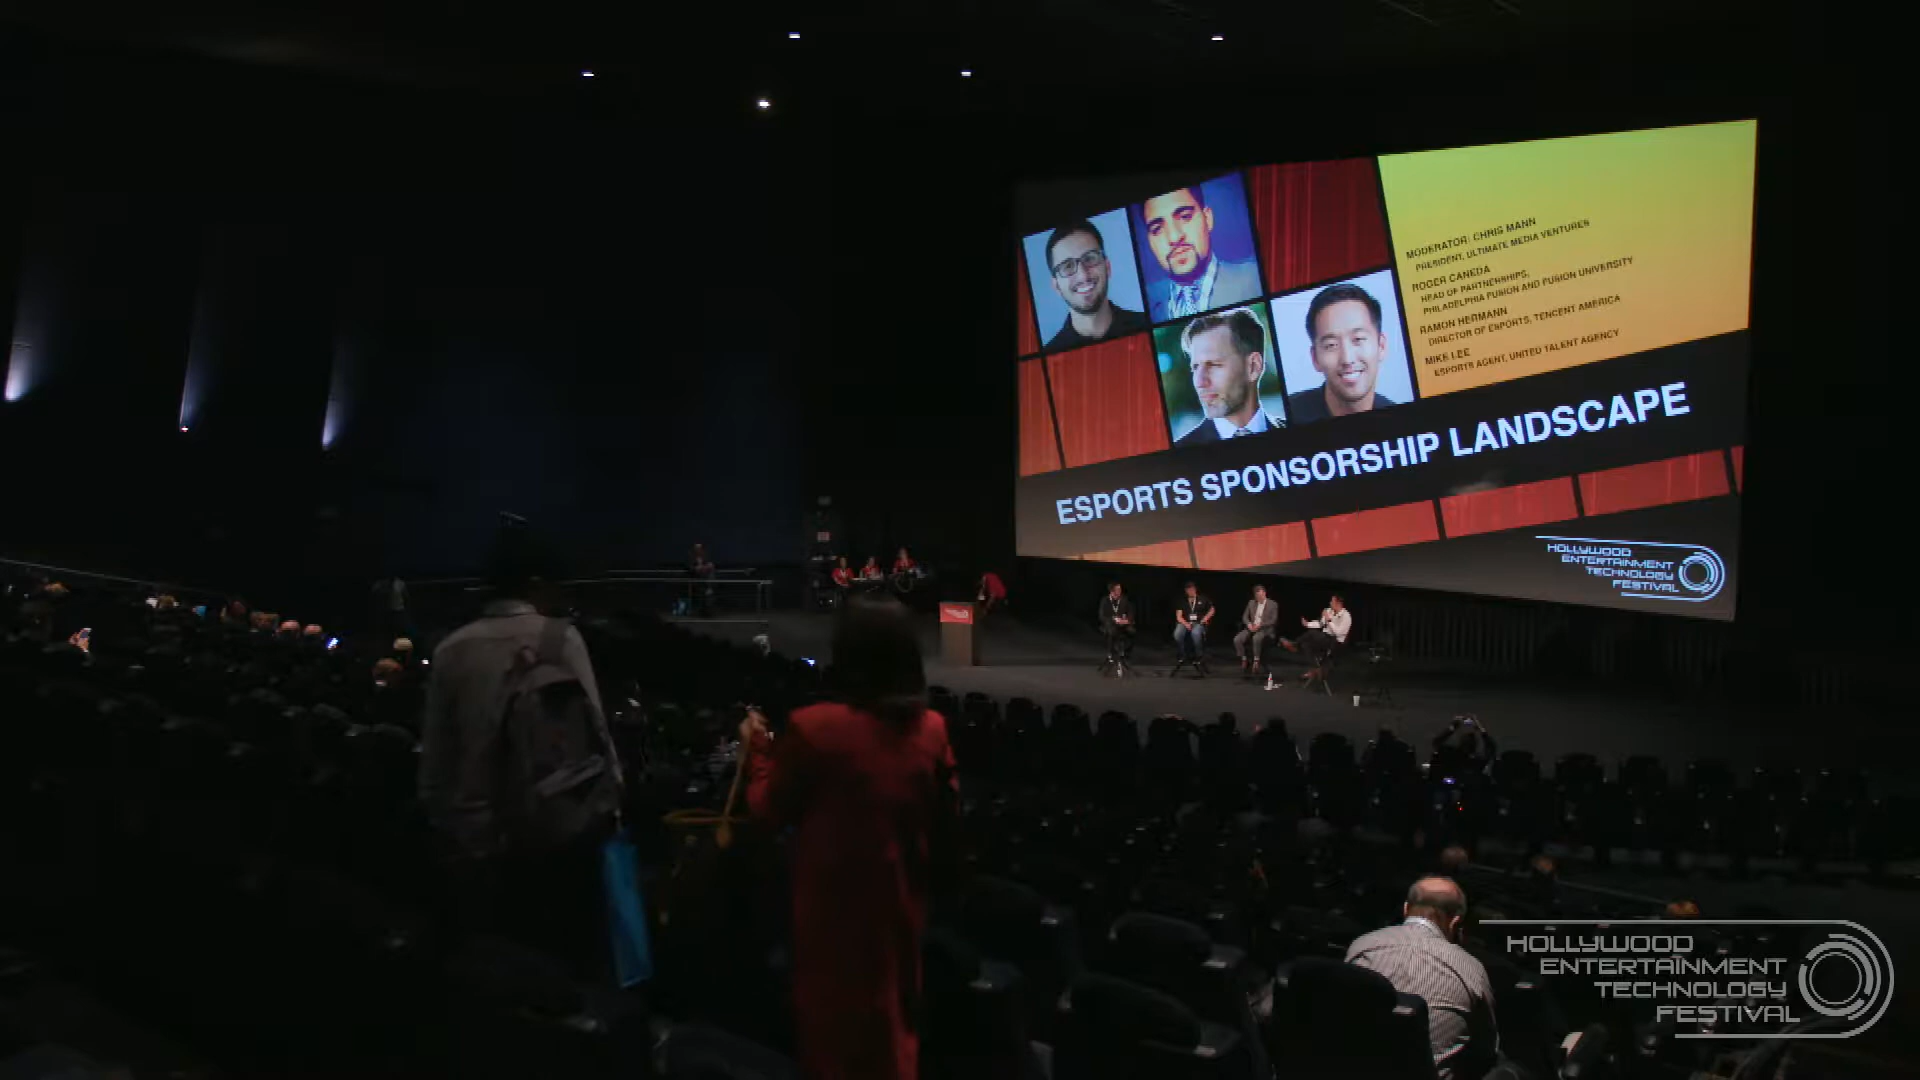 MODERATOR: CHRIS MANN
PRESIDENT, ULTIMATE MEDIA VENTURES
ROGER CANEDA
HEAD OF PARTNERSHIPS,
PHILADELPHIA FUSION AND FUSION UNIVERSITY
RAMON HERMANN
DIRECTOR OF ESPORTS, TENCENT AMERICA
MIKE LEE
ESPORTS AGENT, UNITED TALENT AGENCY
ESPORTS SPONSORSHIP LANDSCAPE
HOLLYWOOD
ENTERTAINMENT
TECHNOLOGY
FESTIVAL
HOLLYWOOD
ENTERTAINMENT
TECHNOLOGY
FESTIVAL